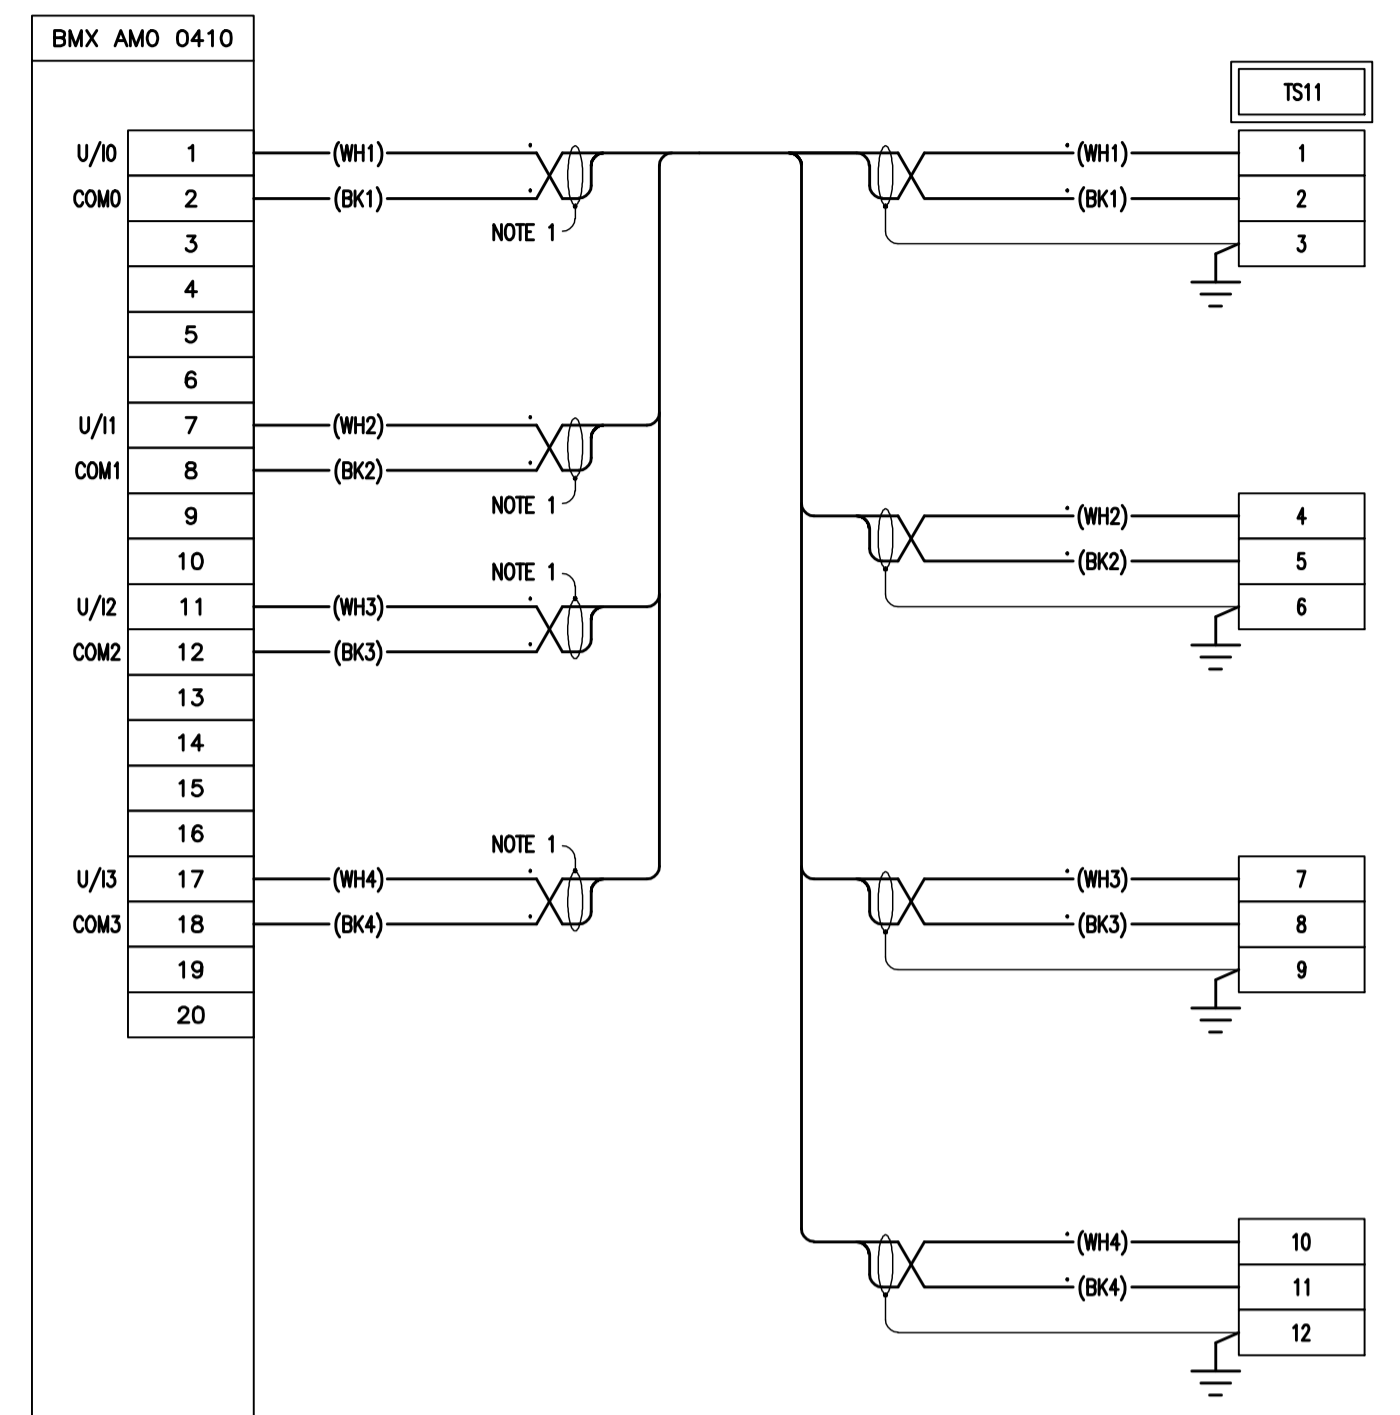 BMX AMO 0410
TS11
U/I0 1 (WH1) (WH1) 1
COM0 2 (BK1) (BK1) 2
NOTE 1
3 3
4
5
6
U/I1 7 (WH2)
COM1 8 (BK2)
NOTE 1
9 (WH2) 4
10 (BK2) 5
NOTE 1
U/I2 11 (WH3) 6
COM2 12 (BK3)
13
14
15
16
NOTE 1
U/I3 17 (WH4) (WH3) 7
COM3 18 (BK4) (BK3) 8
19 9
20
(WH4) 10
(BK4) 11
12